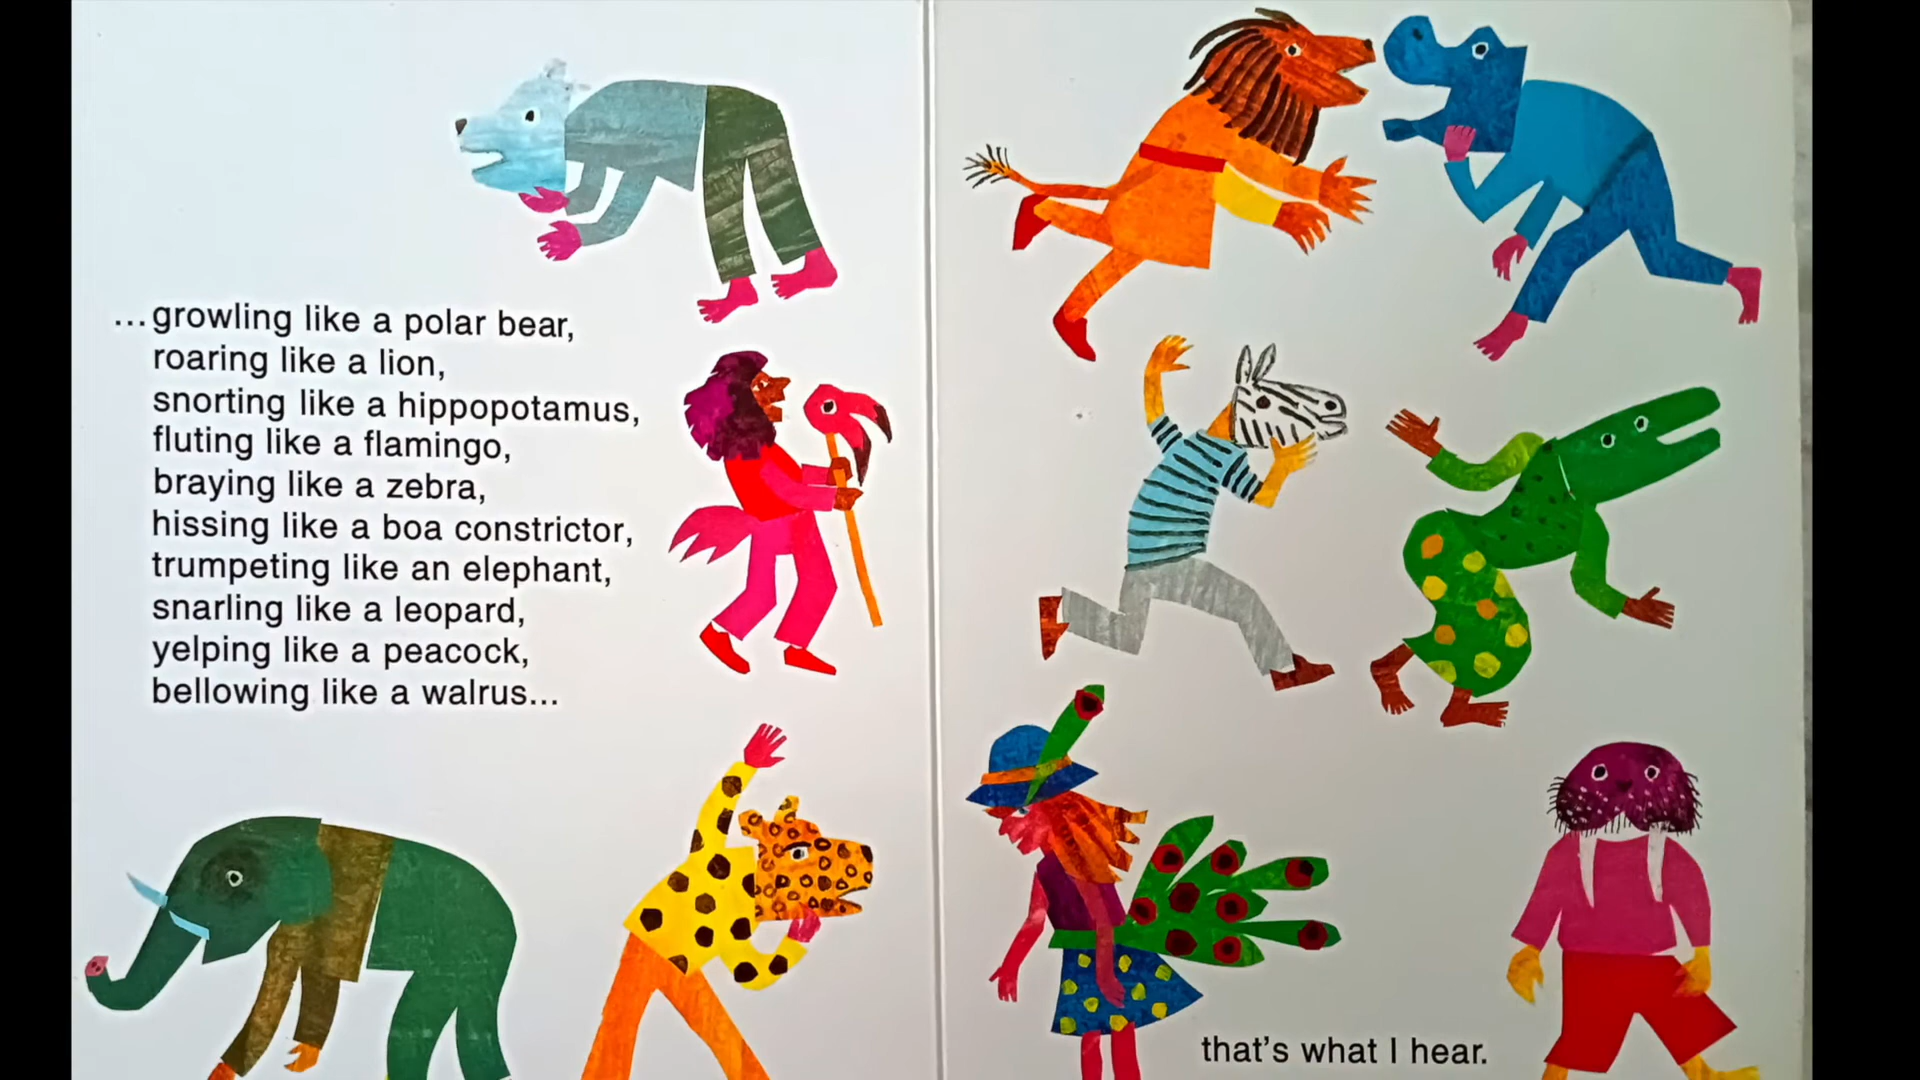 ...growling like a polar bear,
roaring like a lion,
snorting like a hippopotamus,
fluting like a flamingo,
braying like a zebra,
hissing like a boa constrictor,
trumpeting like an elephant,
snarling like a leopard,
yelping like a peacock,
bellowing like a walrus...
that's what I hear.